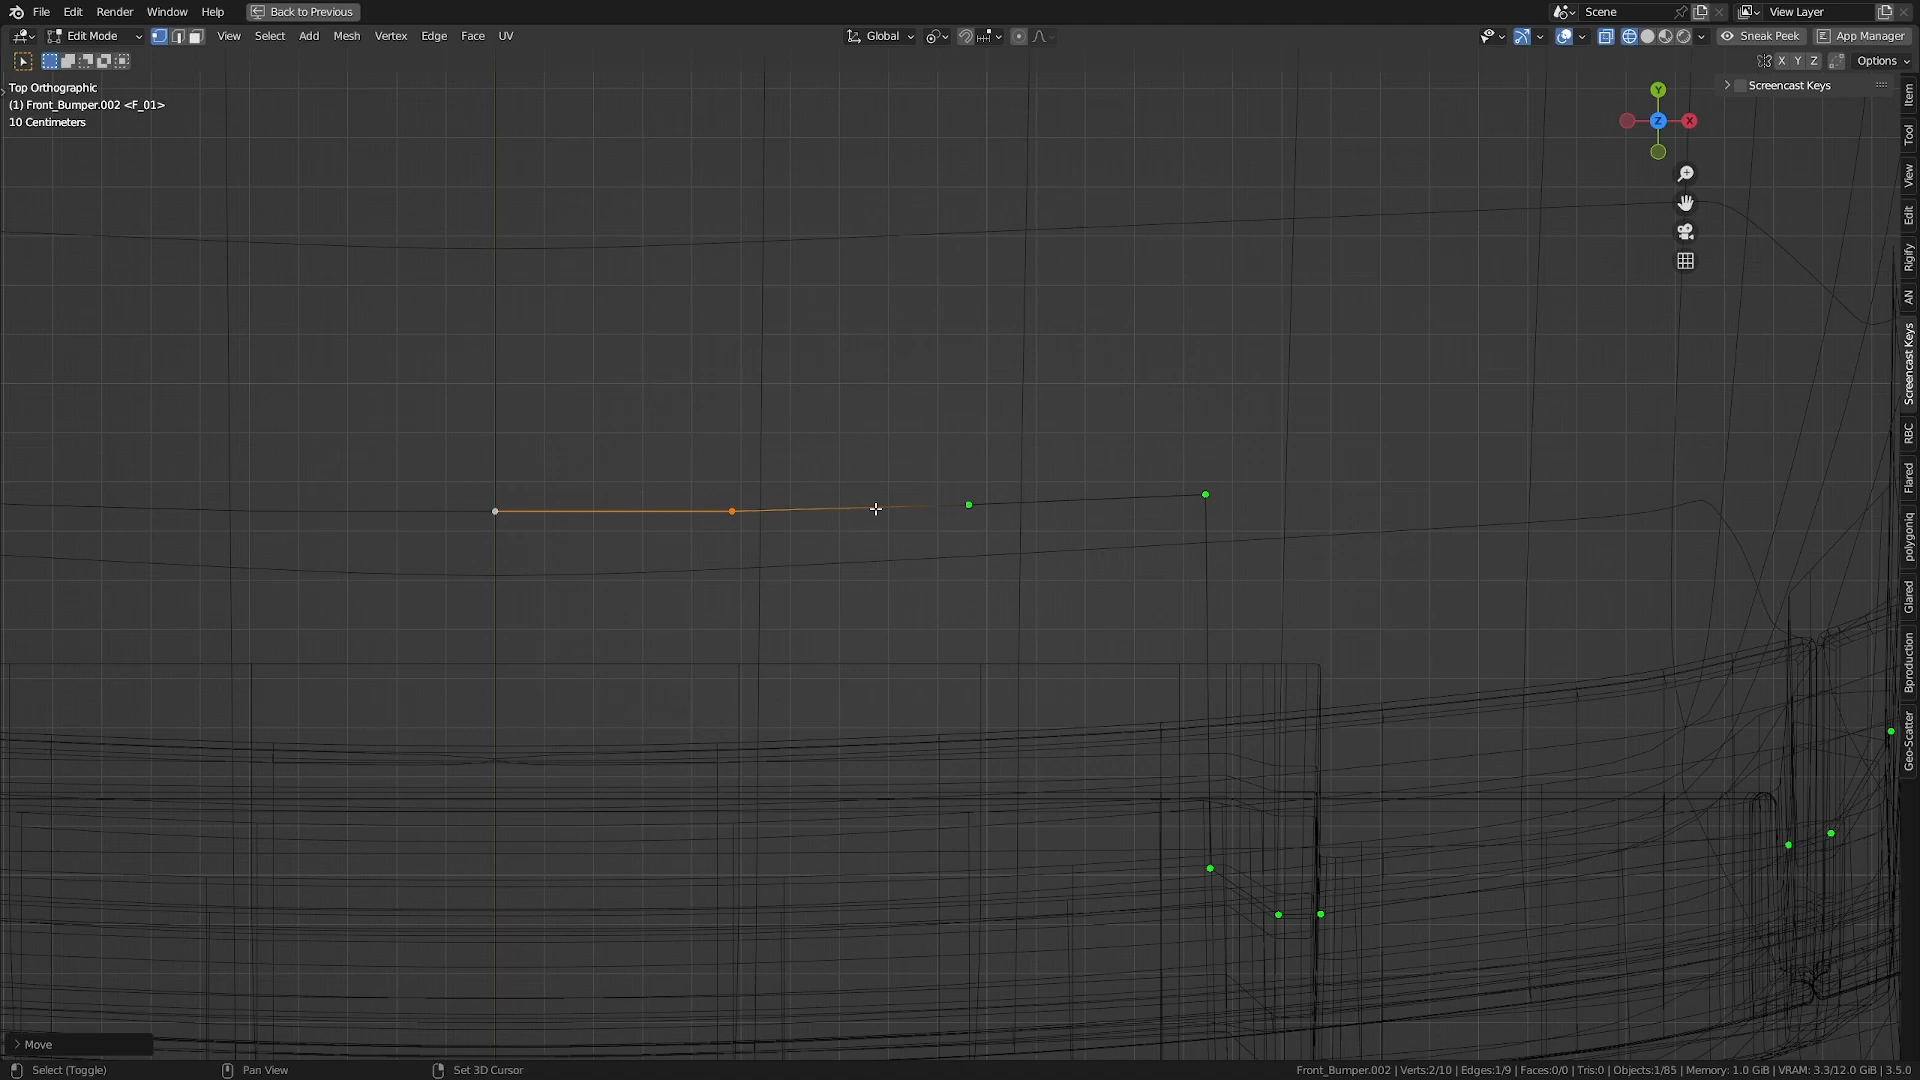 File Edit Render Window Help Back to Previous Scene View Layer
Edit Mode View Select Add Mesh Vertex Edge Face UV Global Sneak Peek App Manager
X Y Z Options
Top Orthographic
(1) Front_Bumper.002 <F_01>
10 Centimeters
Screencast Keys
Y
Z
X
Item
Tool
View
Edit
Rigify
AN
Screencast Keys
RBC
Flared
polygoniq
Glared
Bproduction
Geo-Scatter
Move
Select (Toggle) Pan View Set 3D Cursor Front_Bumper.002 | Verts:2/10 | Edges:1/9 | Faces:0/0 | Tris:0 | Objects:1/85 | Memory: 1.0 GiB | VRAM: 3.3/12.0 GiB | 3.5.0